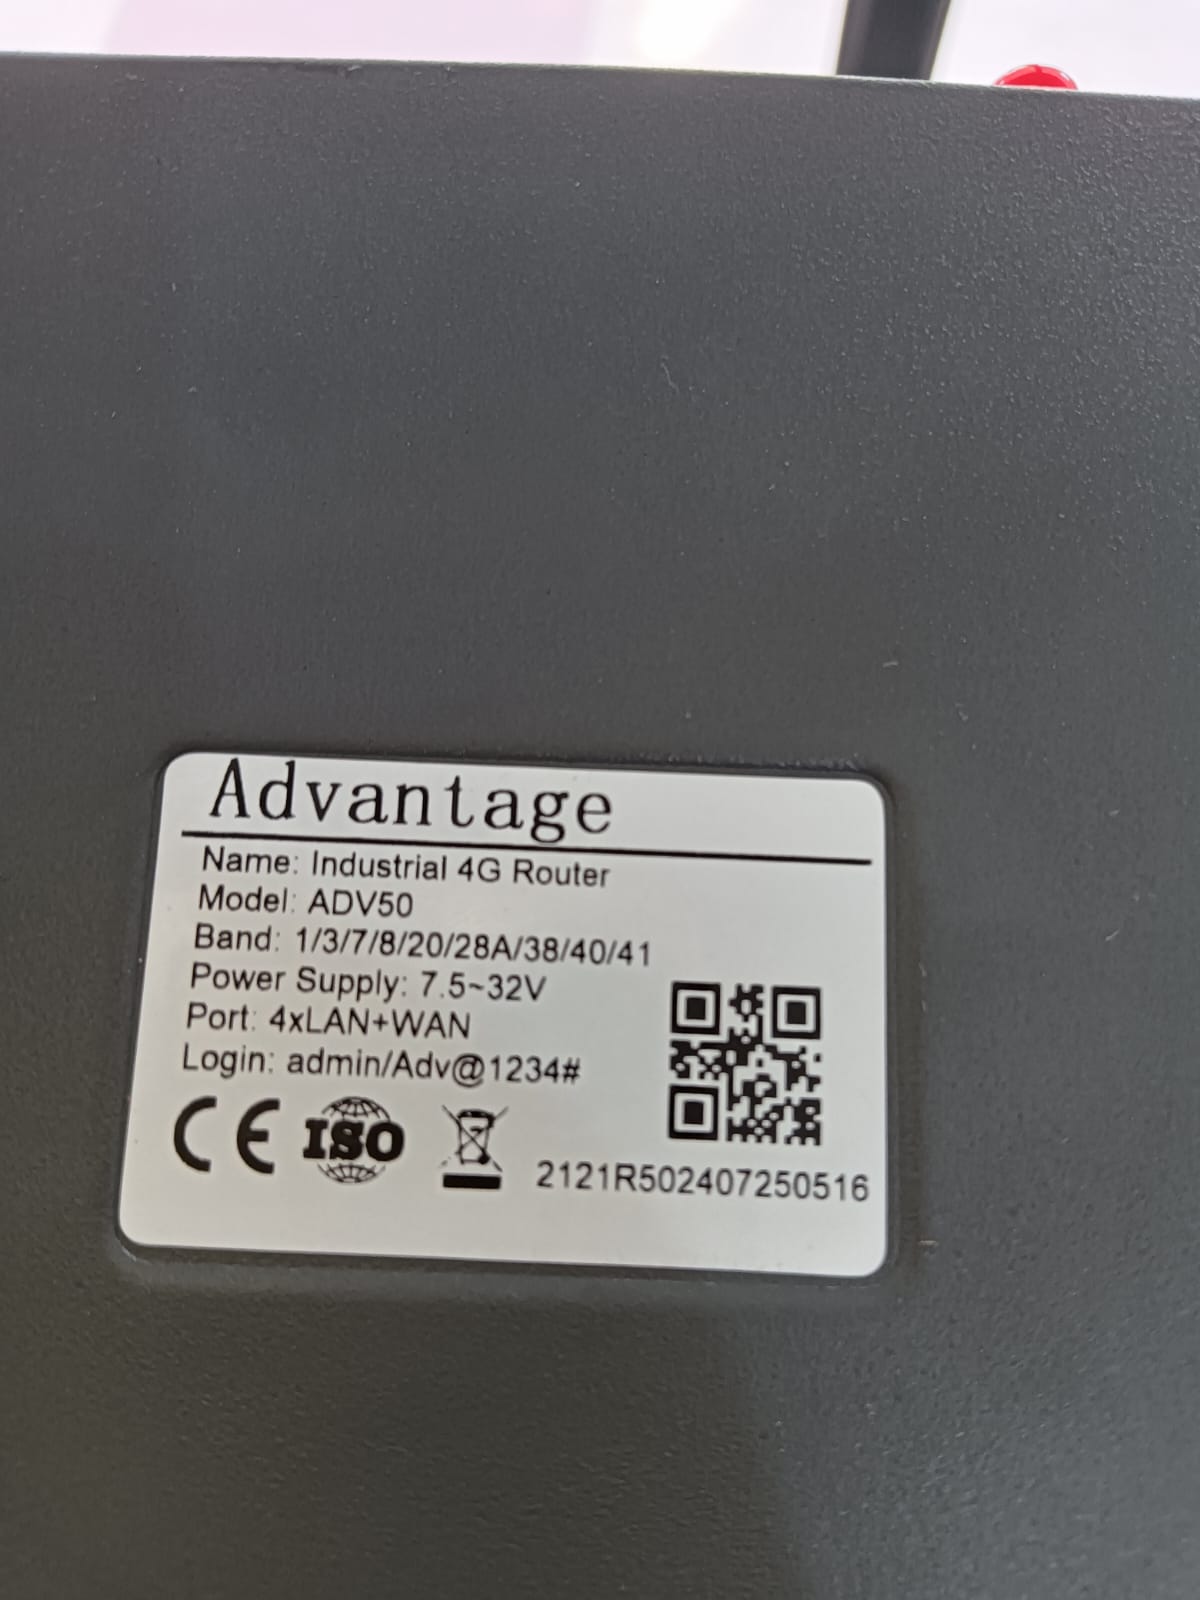 Advantage
Name: Industrial 4G Router
Model: ADV50
Band: 1/3/7/8/20/28A/38/40/41
Power Supply: 7.5~32V
Port: 4xLAN+WAN
Login: admin/Adv@1234#
CE ISO
2121R502407250516